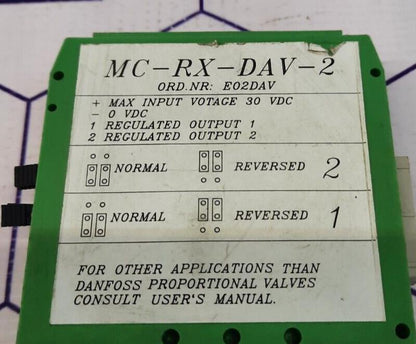 MC-RX-DAV-2
ORD.NR: E02DAV
+ MAX INPUT VOTAGE 30 VDC
- 0 VDC
1 REGULATED OUTPUT 1
2 REGULATED OUTPUT 2
NORMAL REVERSED 2
NORMAL REVERSED 1
FOR OTHER APPLICATIONS THAN
DANFOSS PROPORTIONAL VALVES
CONSULT USER'S MANUAL.